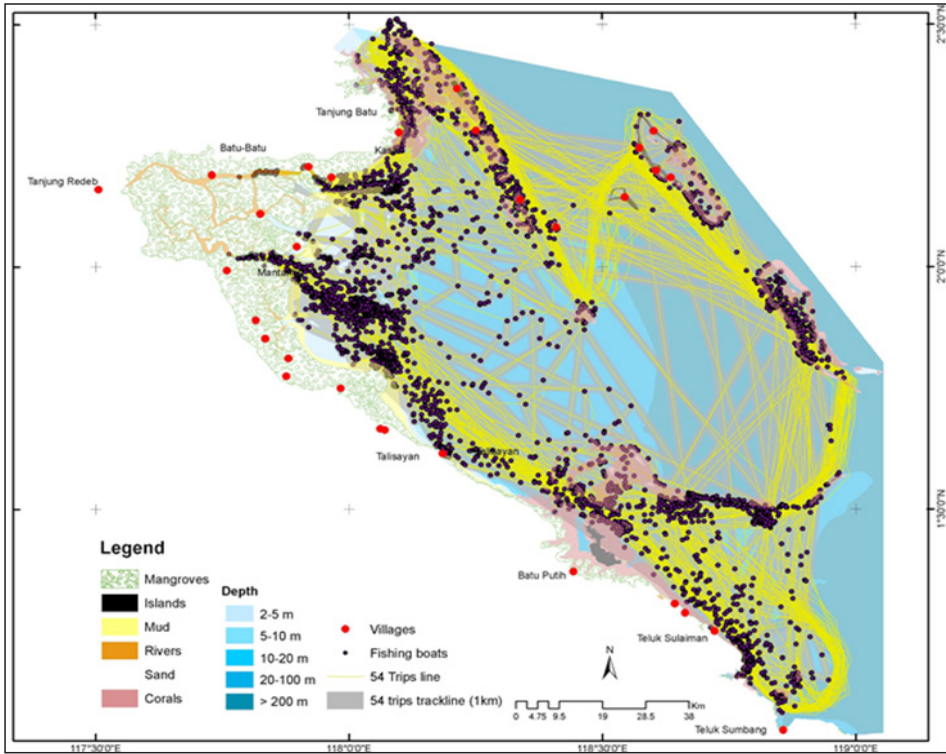 2°30'0"N
Tanjung Batu
Batu-Batu
Tanjung Redeb
2°0'0"N
Talisayan
1°30'0"N
Batu Putih
Teluk Sulaiman
Teluk Sumbang
Legend
Mangroves
Islands
Mud
Rivers
Sand
Corals
Depth
2-5 m
5-10 m
10-20 m
20-100 m
> 200 m
Villages
Fishing boats
54 Trips line
54 trips trackline (1km)
N
Km
0 4.75 9.5 19 28.5 38
117°30'0"E 118°0'0"E 118°30'0"E 119°0'0"E